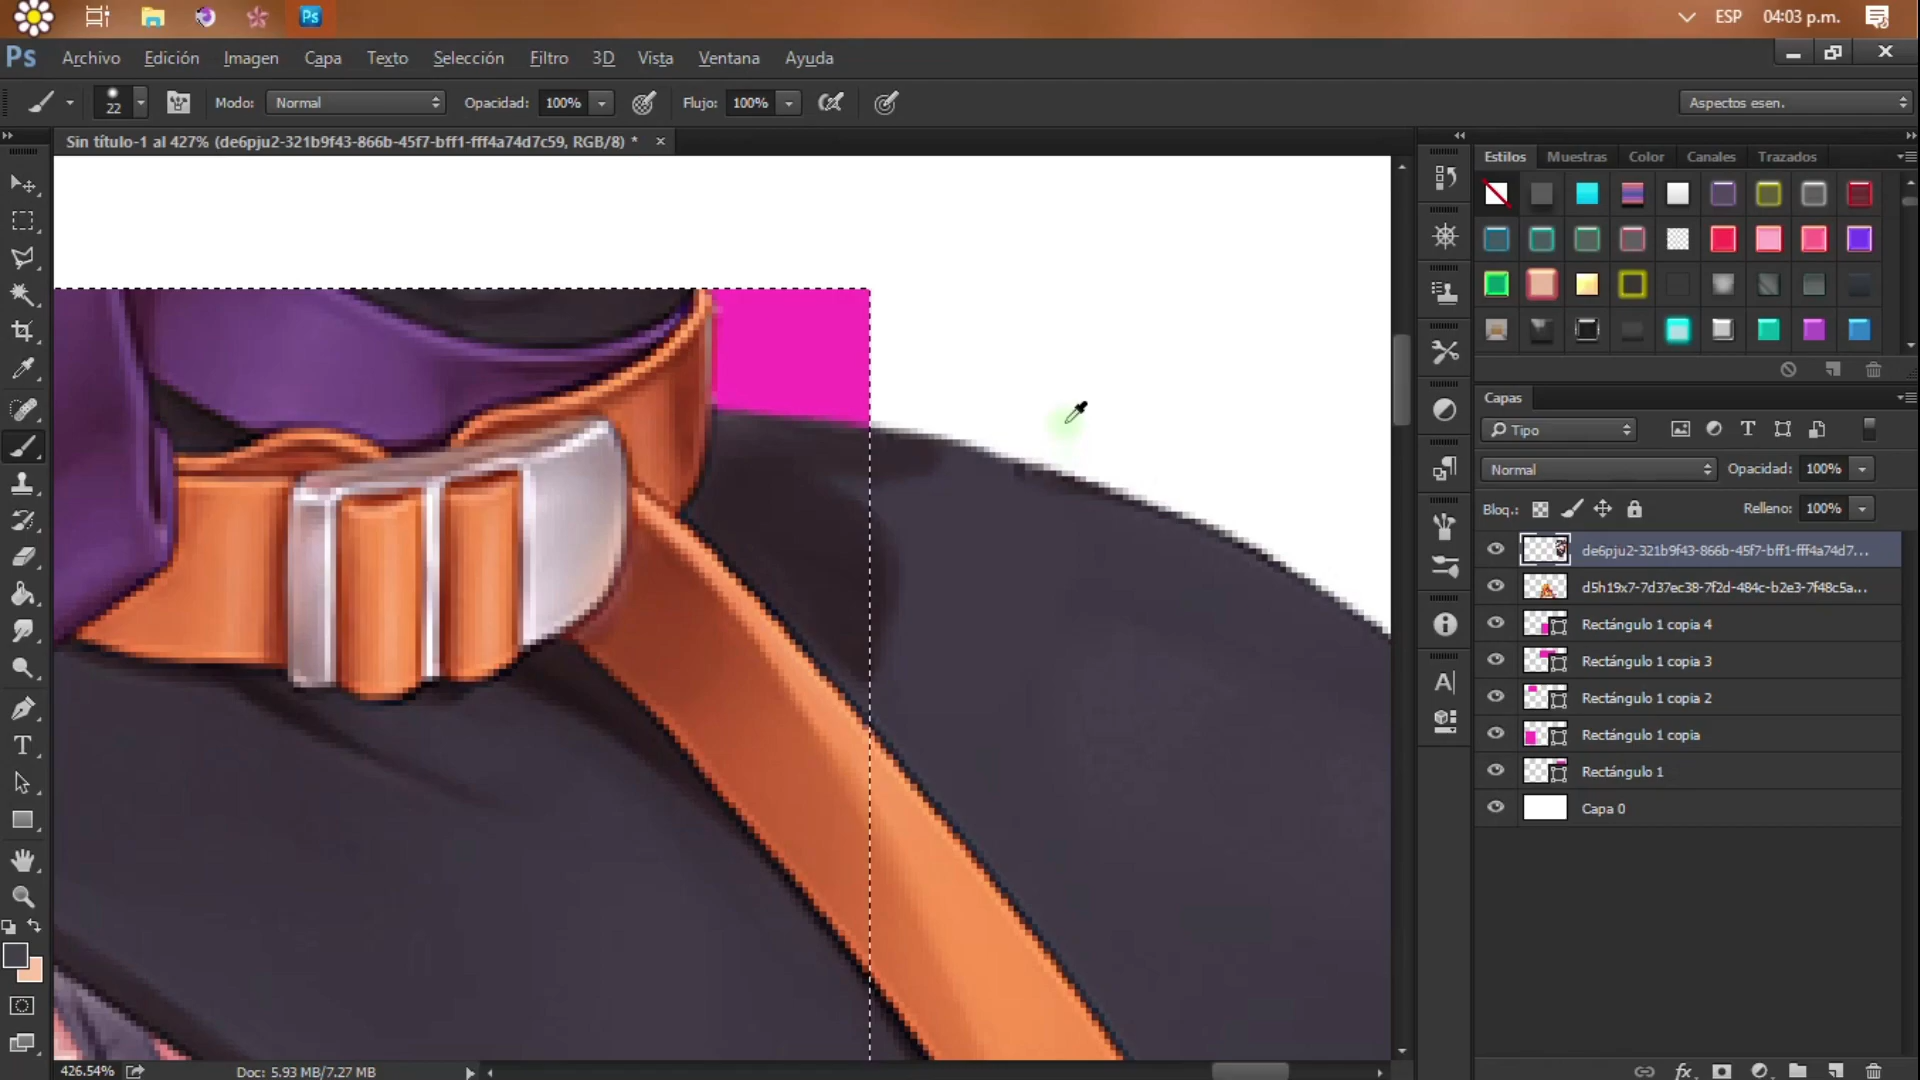 Ps
ESP 04:03 p.m.
Ps Archivo Edición Imagen Capa Texto Selección Filtro 3D Vista Ventana Ayuda
22 Modo: Normal Opacidad: 100% Flujo: 100% Aspectos esen.
Sin título-1 al 427% (de6pju2-321b9f43-866b-45f7-bff1-fff4a74d7c59, RGB/8) *
Estilos Muestras Color Canales Trazados
Capas
Tipo
Normal Opacidad: 100%
Bloq.: Relleno: 100%
de6pju2-321b9f43-866b-45f7-bff1-fff4a74d7...
d5h19x7-7d37ec38-7f2d-484c-b2e3-7f48c5a...
Rectángulo 1 copia 4
Rectángulo 1 copia 3
Rectángulo 1 copia 2
Rectángulo 1 copia
Rectángulo 1
Capa 0
426.54% Doc: 5.93 MB/7.27 MB
fx